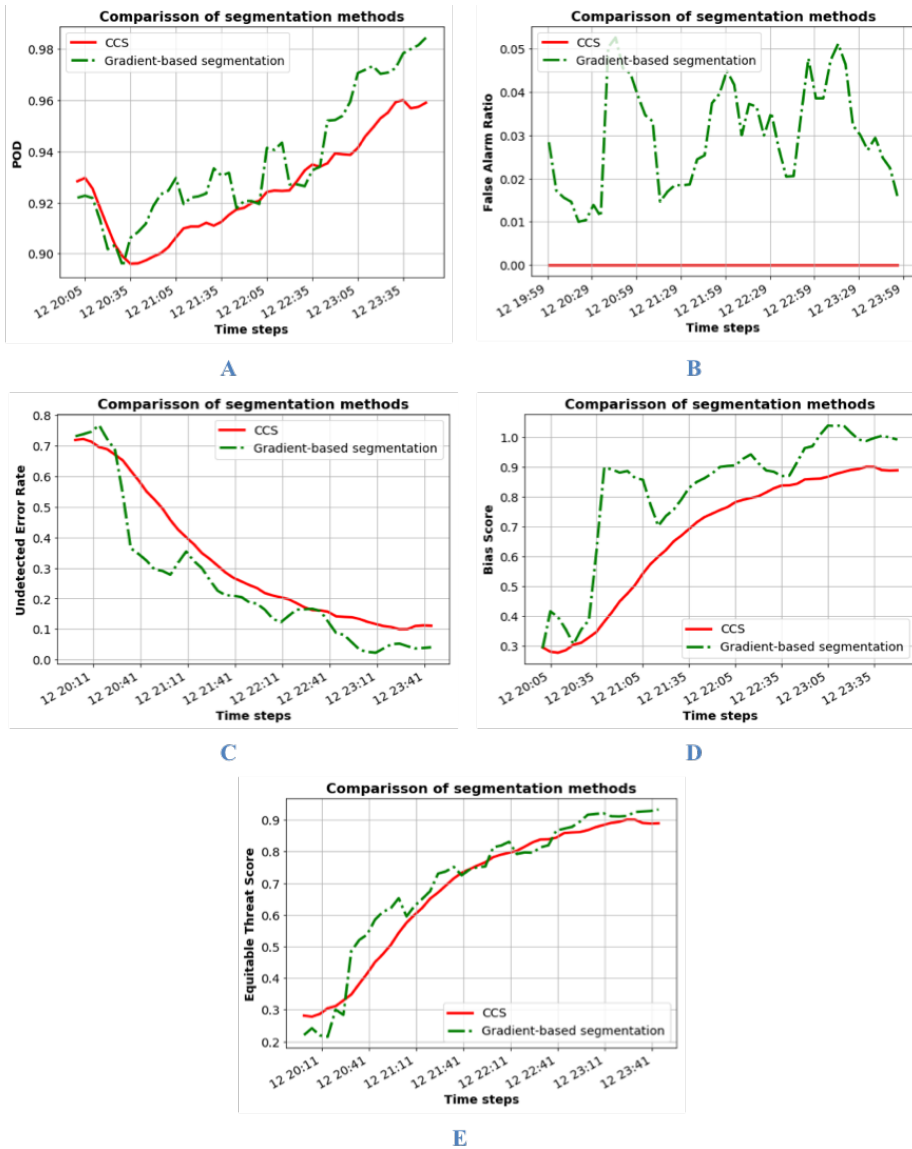 Comparisson of segmentation methods
CCS
Gradient-based segmentation
POD
0.98
0.96
0.94
0.92
0.90
12 20:05
12 20:35
12 21:05
12 21:35
12 22:05
12 22:35
12 23:05
12 23:35
Time steps
A
Comparisson of segmentation methods
CCS
Gradient-based segmentation
False Alarm Ratio
0.05
0.04
0.03
0.02
0.01
0.00
12 19:59
12 20:29
12 20:59
12 21:29
12 21:59
12 22:29
12 22:59
12 23:29
12 23:59
Time steps
B
Comparisson of segmentation methods
CCS
Gradient-based segmentation
Undetected Error Rate
0.8
0.7
0.6
0.5
0.4
0.3
0.2
0.1
0.0
12 20:11
12 20:41
12 21:11
12 21:41
12 22:11
12 22:41
12 23:11
12 23:41
Time steps
C
Comparisson of segmentation methods
Bias Score
1.0
0.9
0.8
0.7
0.6
0.5
0.4
0.3
CCS
Gradient-based segmentation
12 20:05
12 20:35
12 21:05
12 21:35
12 22:05
12 22:35
12 23:05
12 23:35
Time steps
D
Comparisson of segmentation methods
Equitable Threat Score
0.9
0.8
0.7
0.6
0.5
0.4
0.3
0.2
CCS
Gradient-based segmentation
12 20:11
12 20:41
12 21:11
12 21:41
12 22:11
12 22:41
12 23:11
12 23:41
Time steps
E